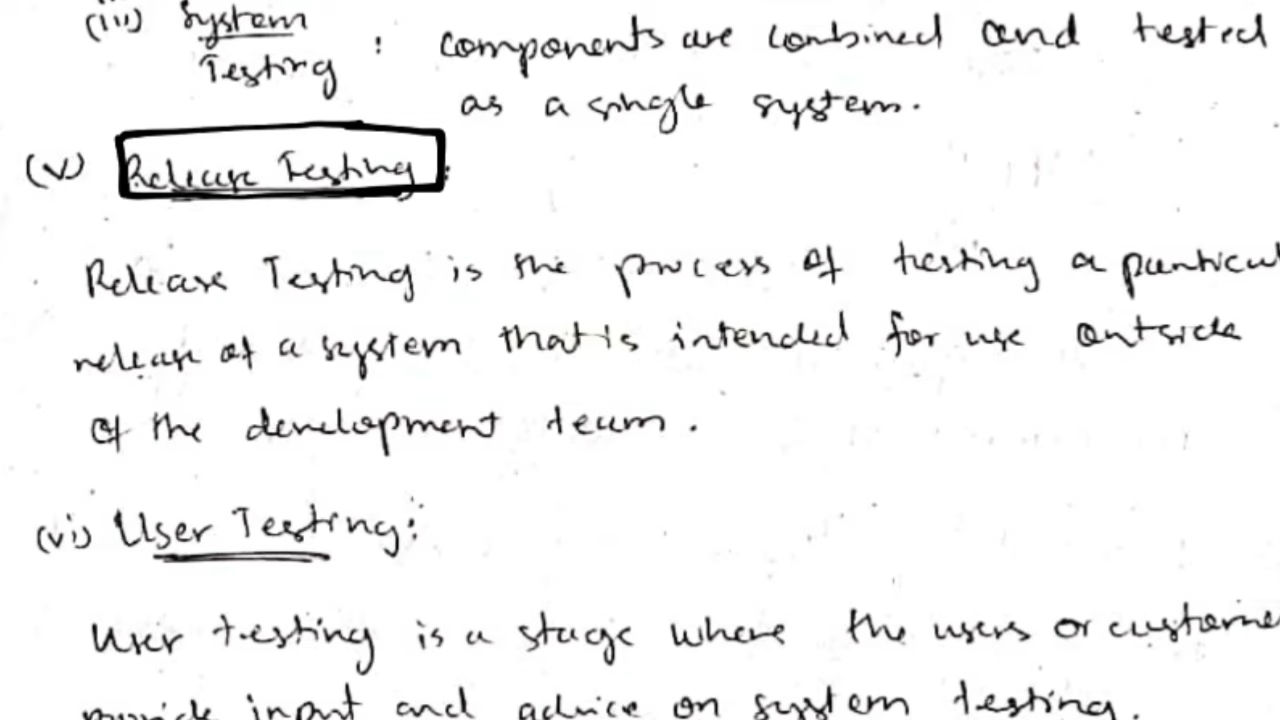 (iii) System
Testing : components are combined and tested
as a single system.
(v) Release Testing :
Release Testing is the process of testing a particul
release of a system that is intended for use outside
of the development team.
(vi) User Testing:
User testing is a stage where the users or custome
provide input and advice on system testing.